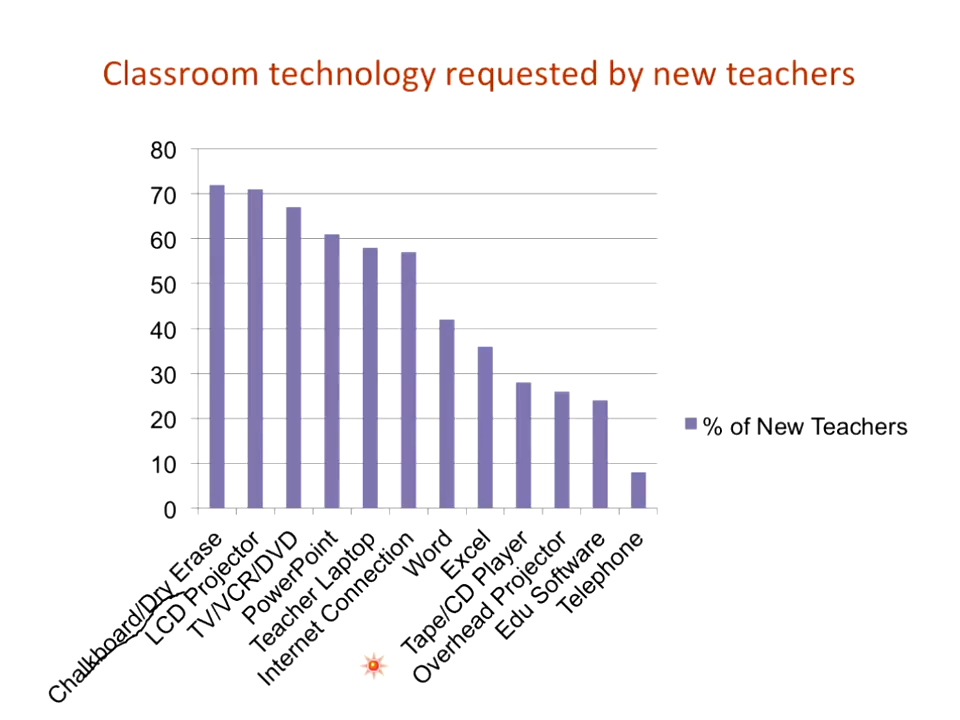 Classroom technology requested by new teachers
80
70
60
50
40
30
20
10
0
% of New Teachers
Chalkboard/Dry Erase
LCD Projector
TV/VCR/DVD
PowerPoint
Teacher Laptop
Internet Connection
Word
Excel
Tape/CD Player
Overhead Projector
Edu Software
Telephone